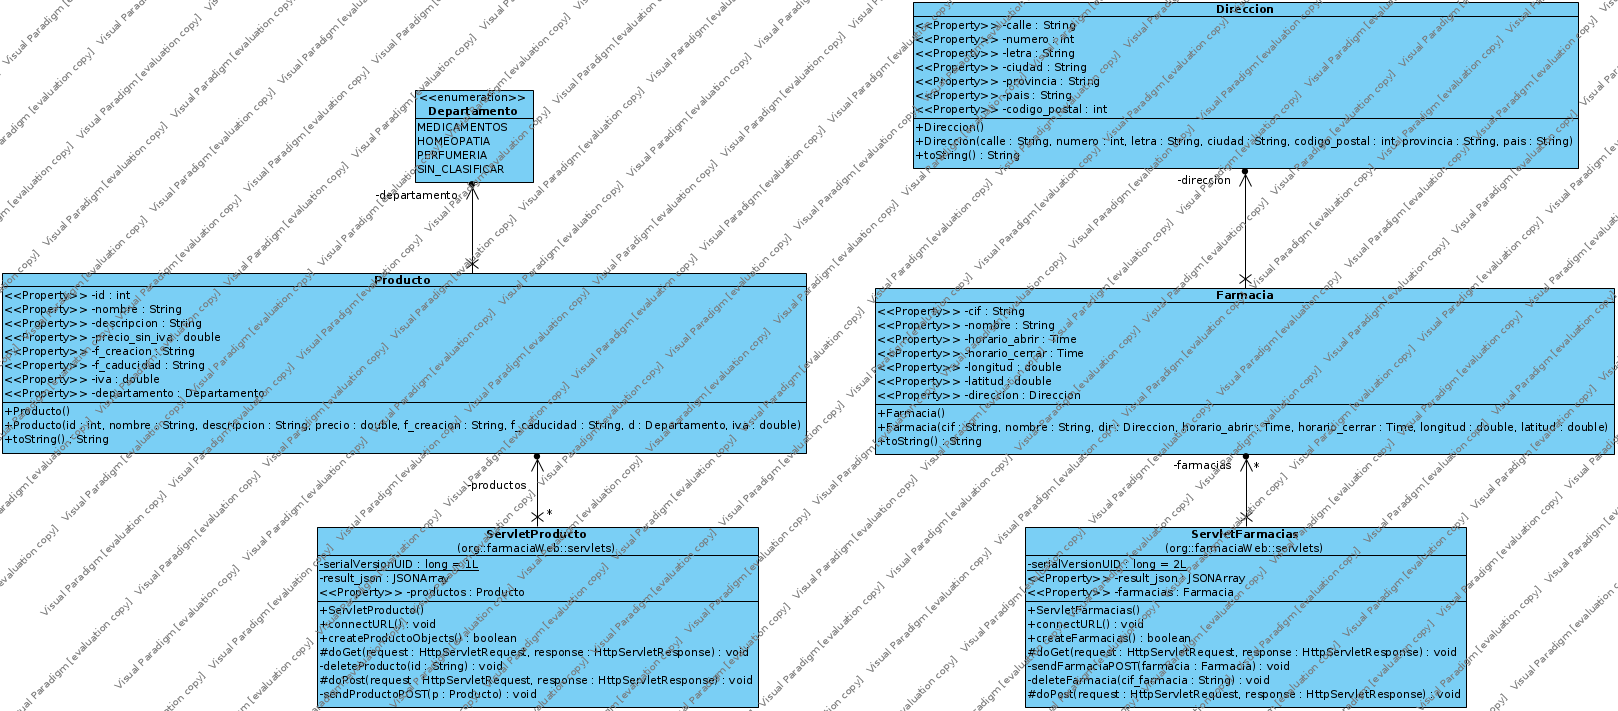 Direccion
<<Property>> -calle : String
<<Property>> -numero : int
<<Property>> -letra : String
<<Property>> -ciudad : String
<<Property>> -provincia : String
<<Property>> -pais : String
<<Property>> -codigo_postal : int
+Direccion()
+Direccion(calle : String, numero : int, letra : String, ciudad : String, codigo_postal : int, provincia : String, pais : String)
+toString() : String
<<enumeration>>
Departamento
MEDICAMENTOS
HOMEOPATIA
PERFUMERIA
SIN_CLASIFICAR
-departamento
-direccion
Producto
<<Property>> -id : int
<<Property>> -nombre : String
<<Property>> -descripcion : String
<<Property>> -precio_sin_iva : double
<<Property>> -f_creacion : String
<<Property>> -f_caducidad : String
<<Property>> -iva : double
<<Property>> -departamento : Departamento
+Producto()
+Producto(id : int, nombre : String, descripcion : String, precio : double, f_creacion : String, f_caducidad : String, d : Departamento, iva : double)
+toString() : String
Farmacia
<<Property>> -cif : String
<<Property>> -nombre : String
<<Property>> -horario_abrir : Time
<<Property>> -horario_cerrar : Time
<<Property>> -longitud : double
<<Property>> -latitud : double
<<Property>> -direccion : Direccion
+Farmacia()
+Farmacia(cif : String, nombre : String, dir : Direccion, horario_abrir : Time, horario_cerrar : Time, longitud : double, latitud : double)
+toString() : String
-productos
*
-farmacias
*
ServletProducto
(org::farmaciaWeb::servlets)
-serialVersionUID : long = 1L
-result_json : JSONArray
<<Property>> -productos : Producto
+ServletProducto()
+connectURL() : void
+createProductoObjects() : boolean
#doGet(request : HttpServletRequest, response : HttpServletResponse) : void
-deleteProducto(id : String) : void
#doPost(request : HttpServletRequest, response : HttpServletResponse) : void
-sendProductoPOST(p : Producto) : void
ServletFarmacias
(org::farmaciaWeb::servlets)
-serialVersionUID : long = 2L
<<Property>> -result_json : JSONArray
<<Property>> -farmacias : Farmacia
+ServletFarmacias()
+connectURL() : void
+createFarmacias() : boolean
#doGet(request : HttpServletRequest, response : HttpServletResponse) : void
-sendFarmaciaPOST(farmacia : Farmacia) : void
-deleteFarmacia(cif_farmacia : String) : void
#doPost(request : HttpServletRequest, response : HttpServletResponse) : void
Visual Paradigm [evaluation copy]